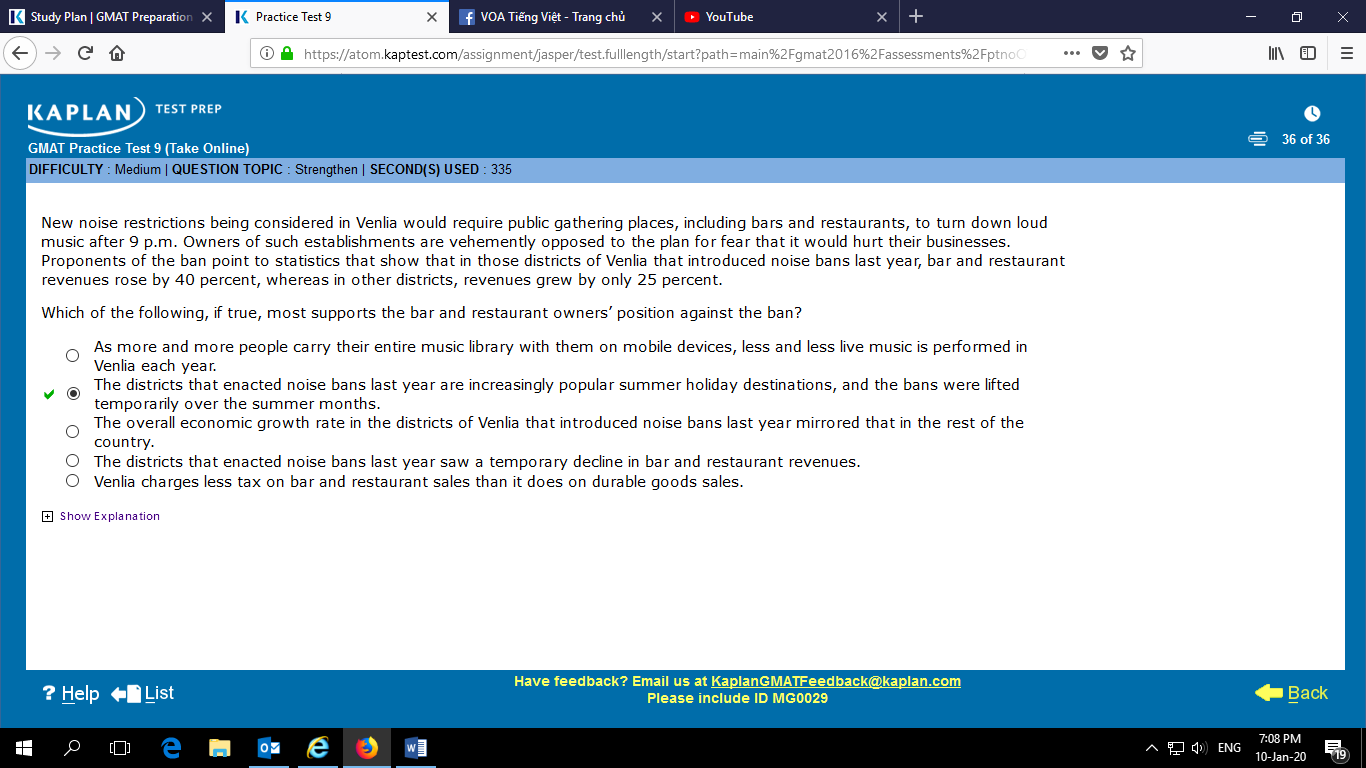 Study Plan | GMAT Preparation
Practice Test 9
VOA Tiếng Việt - Trang chủ
YouTube
https://atom.kaptest.com/assignment/jasper/test.fulllength/start?path=main%2Fgmat2016%2Fassessments%2Fptno
KAPLAN TEST PREP
GMAT Practice Test 9 (Take Online)
36 of 36
DIFFICULTY : Medium | QUESTION TOPIC : Strengthen | SECOND(S) USED : 335
New noise restrictions being considered in Venlia would require public gathering places, including bars and restaurants, to turn down loud
music after 9 p.m. Owners of such establishments are vehemently opposed to the plan for fear that it would hurt their businesses.
Proponents of the ban point to statistics that show that in those districts of Venlia that introduced noise bans last year, bar and restaurant
revenues rose by 40 percent, whereas in other districts, revenues grew by only 25 percent.
Which of the following, if true, most supports the bar and restaurant owners’ position against the ban?
As more and more people carry their entire music library with them on mobile devices, less and less live music is performed in
Venlia each year.
The districts that enacted noise bans last year are increasingly popular summer holiday destinations, and the bans were lifted
temporarily over the summer months.
The overall economic growth rate in the districts of Venlia that introduced noise bans last year mirrored that in the rest of the
country.
The districts that enacted noise bans last year saw a temporary decline in bar and restaurant revenues.
Venlia charges less tax on bar and restaurant sales than it does on durable goods sales.
Show Explanation
? Help
List
Have feedback? Email us at KaplanGMATFeedback@kaplan.com
Please include ID MG0029
Back
ENG
7:08 PM
10-Jan-20
19